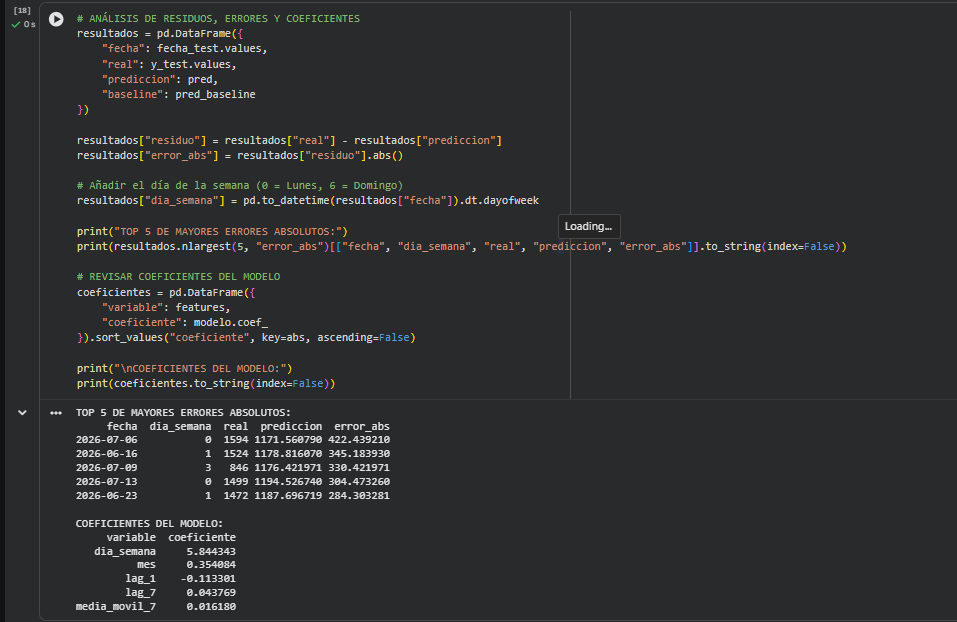 [18]
0 s
# ANÁLISIS DE RESIDUOS, ERRORES Y COEFICIENTES
resultados = pd.DataFrame({
    "fecha": fecha_test.values,
    "real": y_test.values,
    "prediccion": pred,
    "baseline": pred_baseline
})

resultados["residuo"] = resultados["real"] - resultados["prediccion"]
resultados["error_abs"] = resultados["residuo"].abs()

# Añadir el día de la semana (0 = Lunes, 6 = Domingo)
resultados["dia_semana"] = pd.to_datetime(resultados["fecha"]).dt.dayofweek

Loading...
print("TOP 5 DE MAYORES ERRORES ABSOLUTOS:")
print(resultados.nlargest(5, "error_abs")[["fecha", "dia_semana", "real", "prediccion", "error_abs"]].to_string(index=False))

# REVISAR COEFICIENTES DEL MODELO
coeficientes = pd.DataFrame({
    "variable": features,
    "coeficiente": modelo.coef_
}).sort_values("coeficiente", key=abs, ascending=False)

print("\nCOEFICIENTES DEL MODELO:")
print(coeficientes.to_string(index=False))

TOP 5 DE MAYORES ERRORES ABSOLUTOS:
fecha dia_semana real prediccion error_abs
2026-07-06 0 1594 1171.560790 422.439210
2026-06-16 1 1524 1178.816070 345.183930
2026-07-09 3 846 1176.421971 330.421971
2026-07-13 0 1499 1194.526740 304.473260
2026-06-23 1 1472 1187.696719 284.303281

COEFICIENTES DEL MODELO:
variable coeficiente
dia_semana 5.844343
mes 0.354084
lag_1 -0.113301
lag_7 0.043769
media_movil_7 0.016180